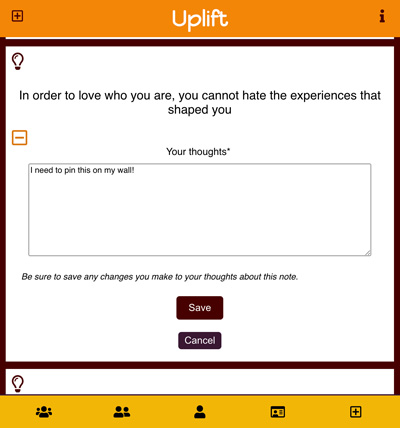 Uplift
In order to love who you are, you cannot hate the experiences that
shaped you
Your thoughts*
I need to pin this on my wall!
Be sure to save any changes you make to your thoughts about this note.
Save
Cancel